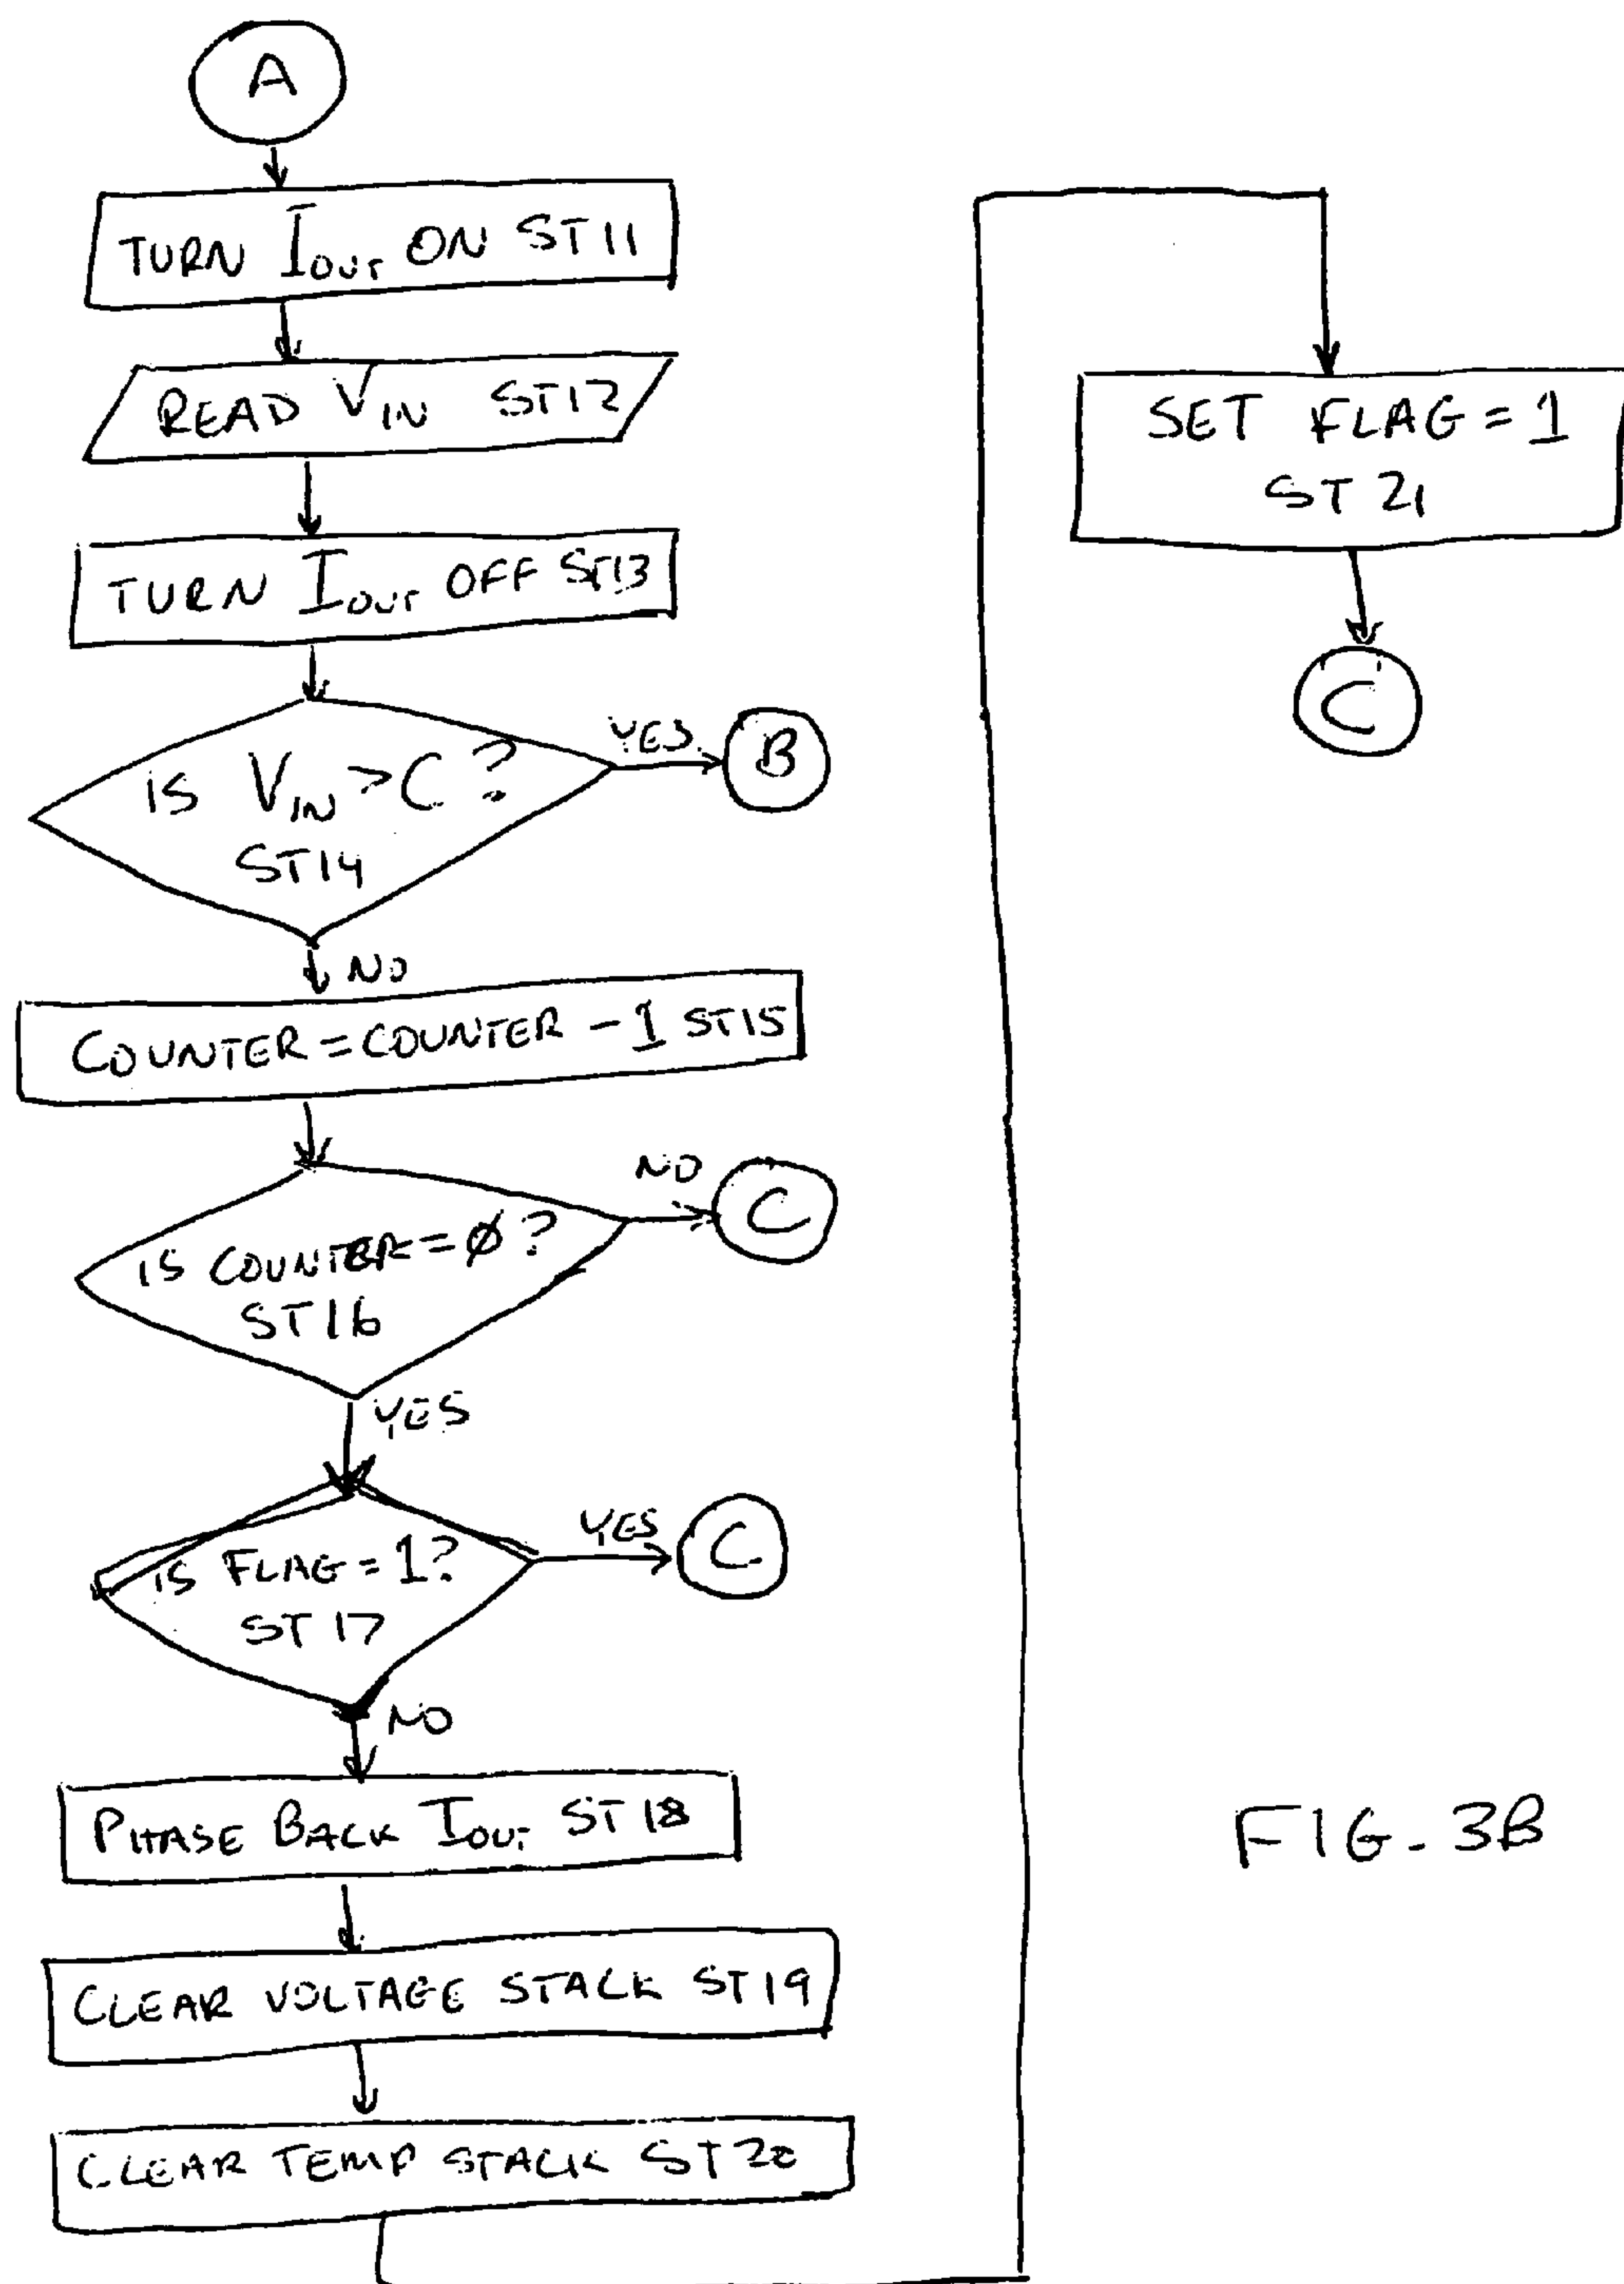 A
TURN IOUT ON ST11
READ VIN ST12
TURN IOUT OFF ST13
IS VIN > C ?
ST14
YES
B
NO
COUNTER = COUNTER - 1 ST15
IS COUNTER = Ø ?
ST16
NO
C
YES
IS FLAG = 1?
ST 17
YES
C
NO
PHASE BACK IOUT ST 18
CLEAR VOLTAGE STACK ST19
CLEAR TEMP STACK ST20
SET FLAG = 1
ST 21
C
FIG. 3B